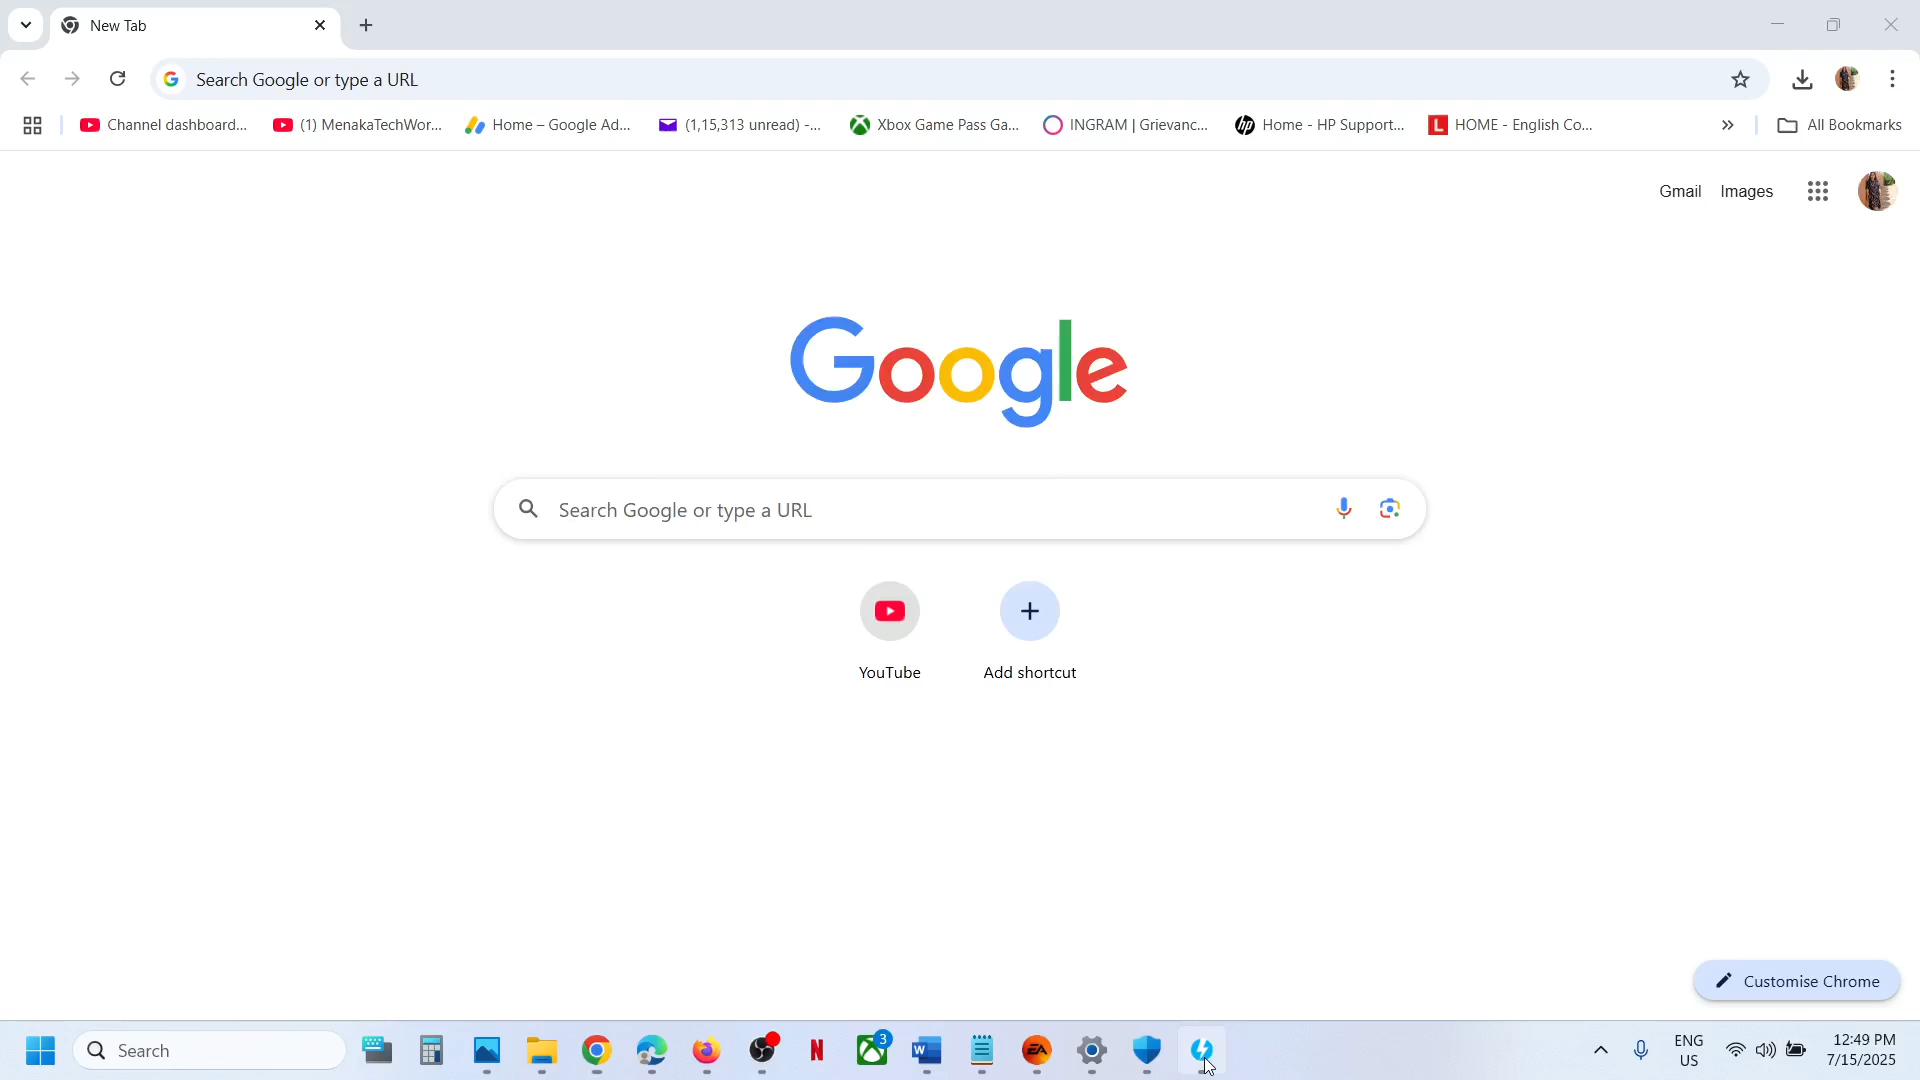 New Tab
Search Google or type a URL
Channel dashboard...
(1) MenakaTechWor...
Home – Google Ad...
(1,15,313 unread) -...
Xbox Game Pass Ga...
INGRAM | Grievanc...
Home - HP Support...
HOME - English Co...
All Bookmarks
Gmail
Images
Google
Search Google or type a URL
YouTube
Add shortcut
Customise Chrome
Search
3
ENG
US
12:49 PM
7/15/2025